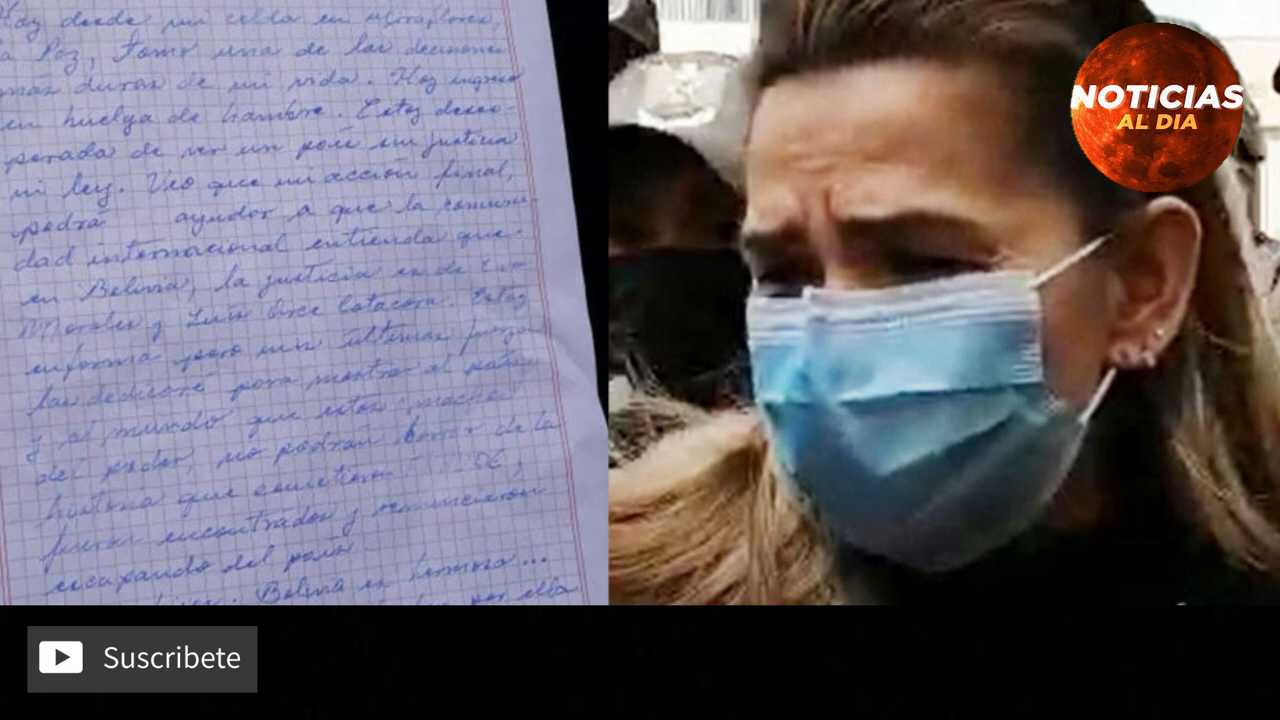 Hoy desde mi celda en Miraflores,
La Paz, tomo una de las decisiones
más duras de mi vida. Hoy ingreso
en huelga de hambre. Estoy deses-
perada de ver un país sin justicia
ni ley. Veo que mi acción final,
podrá ayudar a que la comuni-
dad internacional entienda que
en Bolivia, la justicia es de Evo
Morales y Luis Arce Catacora. Estoy
enferma pero mis últimas fuerzas
las dedicaré para mostrar al país
y al mundo que estos machos
del poder, no podrán borrar de la
historia que cometieron
fueron encontrados y renunciaron
escapando del país.
Bolivia es hermosa...
por ella
NOTICIAS
AL DIA
Suscribete